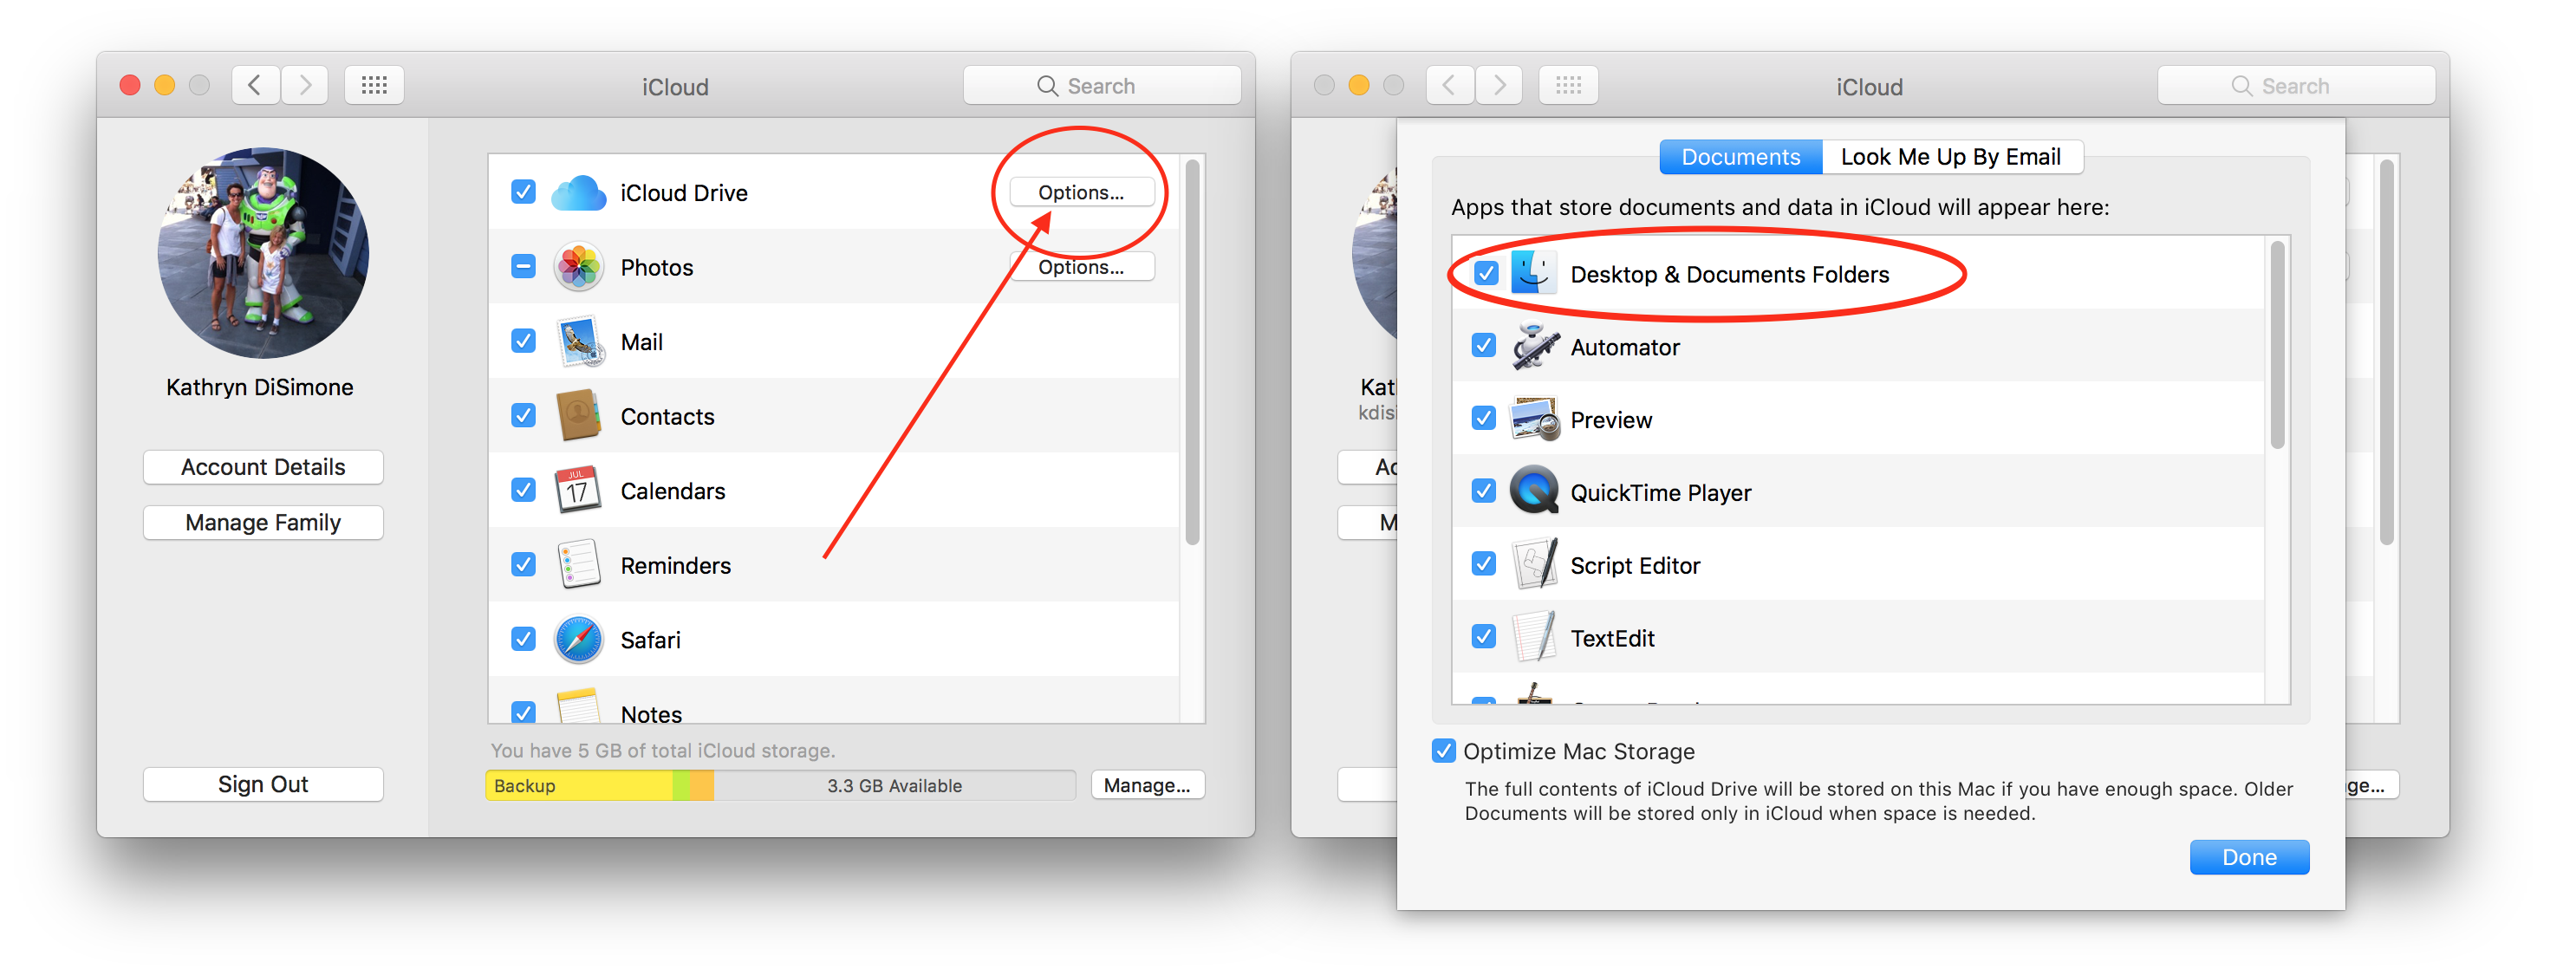 iCloud
Search
iCloud Drive
Options...
Photos
Options...
Mail
Contacts
JUL
17
Calendars
Reminders
Safari
Notes
Kathryn DiSimone
Account Details
Manage Family
Sign Out
You have 5 GB of total iCloud storage.
Backup
3.3 GB Available
Manage...
iCloud
Search
Documents
Look Me Up By Email
Apps that store documents and data in iCloud will appear here:
Desktop & Documents Folders
Automator
Preview
QuickTime Player
Script Editor
TextEdit
Optimize Mac Storage
The full contents of iCloud Drive will be stored on this Mac if you have enough space. Older
Documents will be stored only in iCloud when space is needed.
Done
Kat
kdisi
Ac
M
ge...